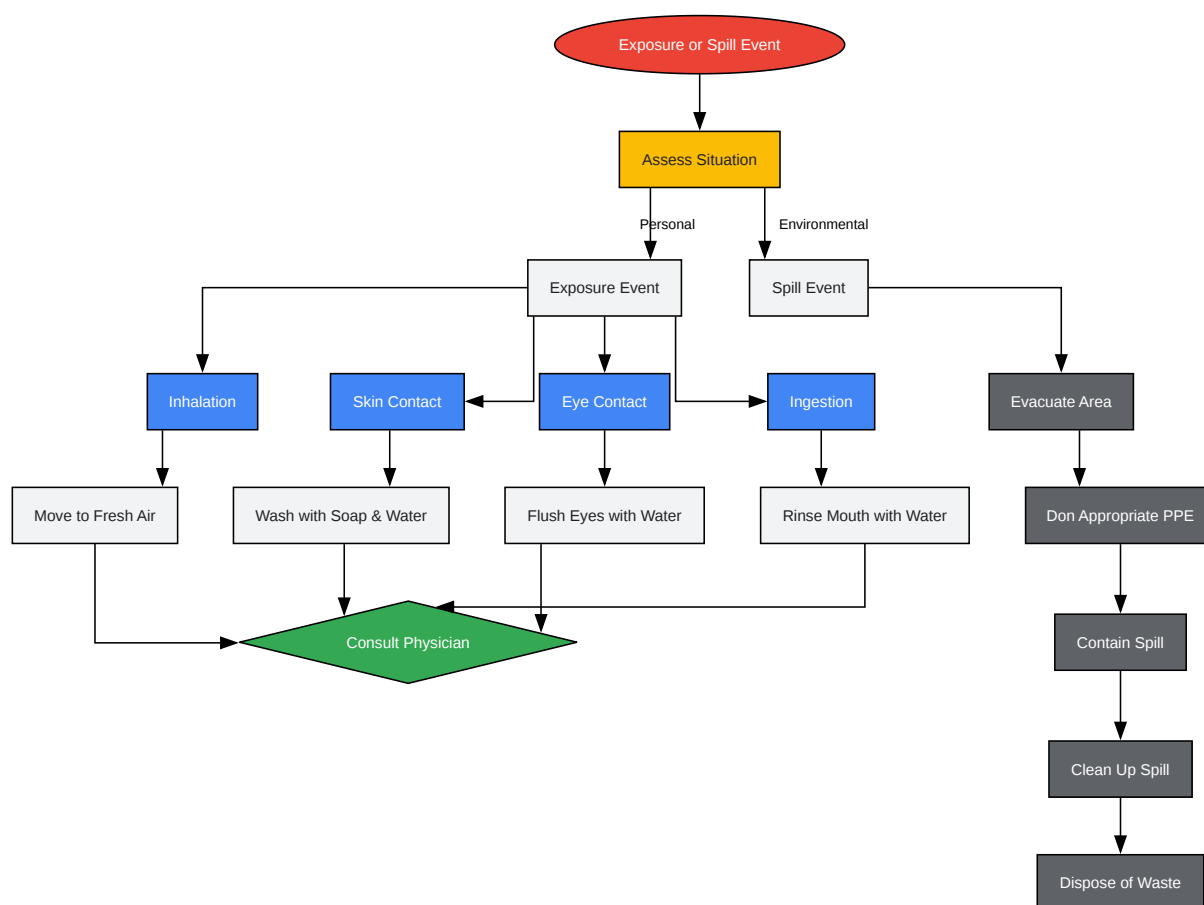 Exposure or Spill Event
Assess Situation
Personal
Environmental
Exposure Event
Spill Event
Inhalation
Skin Contact
Eye Contact
Ingestion
Evacuate Area
Move to Fresh Air
Wash with Soap & Water
Flush Eyes with Water
Rinse Mouth with Water
Don Appropriate PPE
Consult Physician
Contain Spill
Clean Up Spill
Dispose of Waste